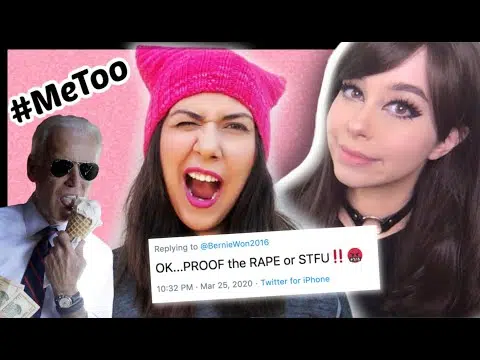 #MeToo
Replying to @BernieWon2016
OK...PROOF the RAPE or STFU‼️🤬
10:32 PM · Mar 25, 2020 · Twitter for iPhone